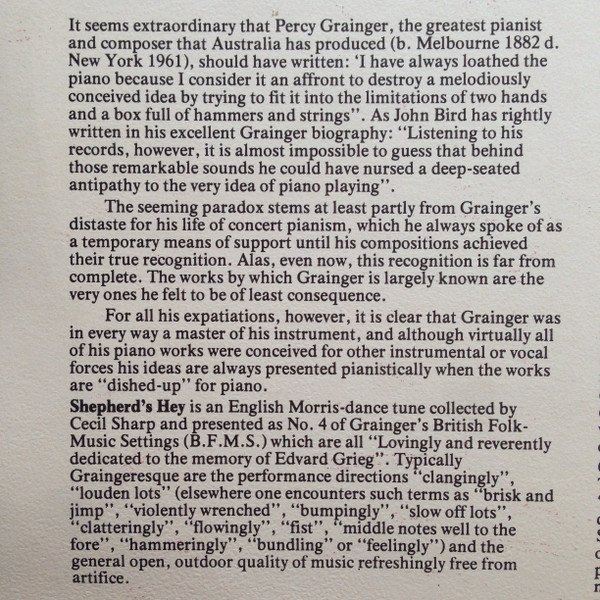 It seems extraordinary that Percy Grainger, the greatest pianist
and composer that Australia has produced (b. Melbourne 1882 d.
New York 1961), should have written: ‘I have always loathed the
piano because I consider it an affront to destroy a melodiously
conceived idea by trying to fit it into the limitations of two hands
and a box full of hammers and strings”. As John Bird has rightly
written in his excellent Grainger biography: “Listening to his
records, however, it is almost impossible to guess that behind
those remarkable sounds he could have nursed a deep-seated
antipathy to the very idea of piano playing”.
The seeming paradox stems at least partly from Grainger’s
distaste for his life of concert pianism, which he always spoke of as
a temporary means of support until his compositions achieved
their true recognition. Alas, even now, this recognition is far from
complete. The works by which Grainger is largely known are the
very ones he felt to be of least consequence.
For all his expatiations, however, it is clear that Grainger was
in every way a master of his instrument, and although virtually all
of his piano works were conceived for other instrumental or vocal
forces his ideas are always presented pianistically when the works
are “dished-up” for piano.
Shepherd’s Hey is an English Morris-dance tune collected by
Cecil Sharp and presented as No. 4 of Grainger’s British Folk-
Music Settings (B.F.M.S.) which are all “Lovingly and reverently
dedicated to the memory of Edvard Grieg”. Typically
Graingeresque are the performance directions “clangingly”,
“louden lots” (elsewhere one encounters such terms as “brisk and
jimp”, “violently wrenched”, “bumpingly”, “slow off lots”,
“clatteringly”, “flowingly”, “fist”, “middle notes well to the
fore”, “hammeringly”, “bundling” or “feelingly”) and the
general open, outdoor quality of music refreshingly free from
artifice.